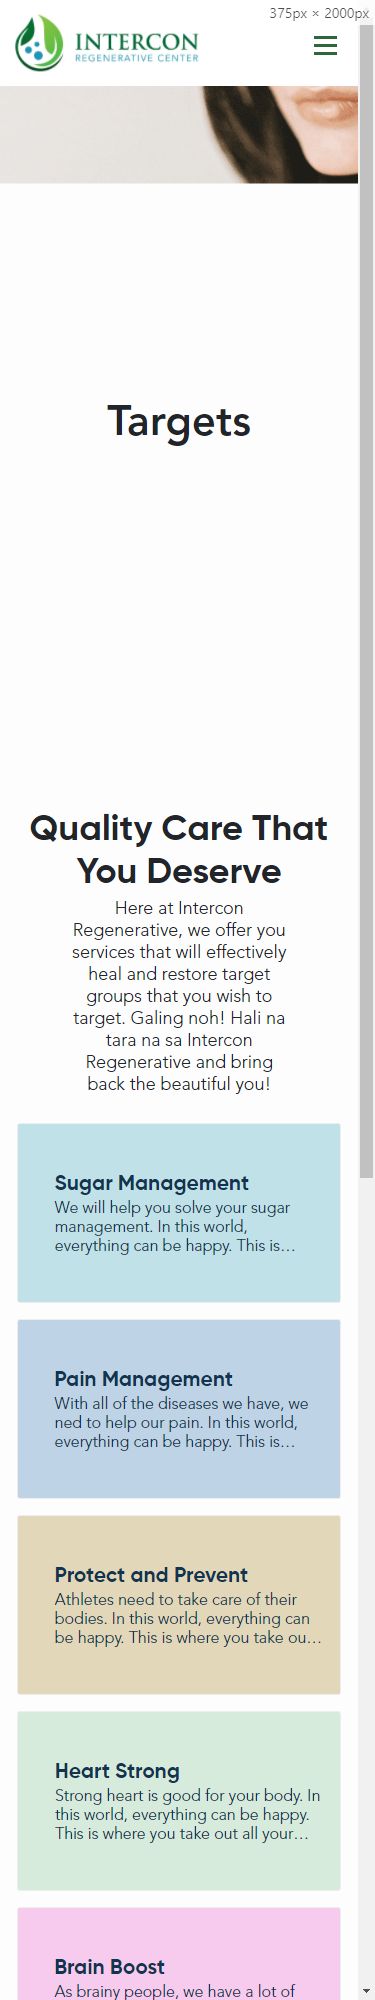 375px × 2000px
INTERCON
REGENERATIVE CENTER
Targets
Quality Care That
You Deserve
Here at Intercon
Regenerative, we offer you
services that will effectively
heal and restore target
groups that you wish to
target. Galing noh! Hali na
tara na sa Intercon
Regenerative and bring
back the beautiful you!
Sugar Management
We will help you solve your sugar
management. In this world,
everything can be happy. This is...
Pain Management
With all of the diseases we have, we
ned to help our pain. In this world,
everything can be happy. This is...
Protect and Prevent
Athletes need to take care of their
bodies. In this world, everything can
be happy. This is where you take ou...
Heart Strong
Strong heart is good for your body. In
this world, everything can be happy.
This is where you take out all your...
Brain Boost
As brainy people, we have a lot of